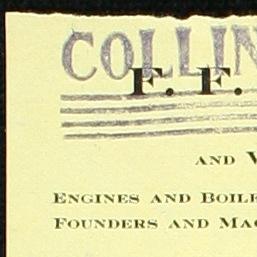 COLLIN
F. F.
AND
ENGINES AND BOILE
FOUNDERS AND MAC